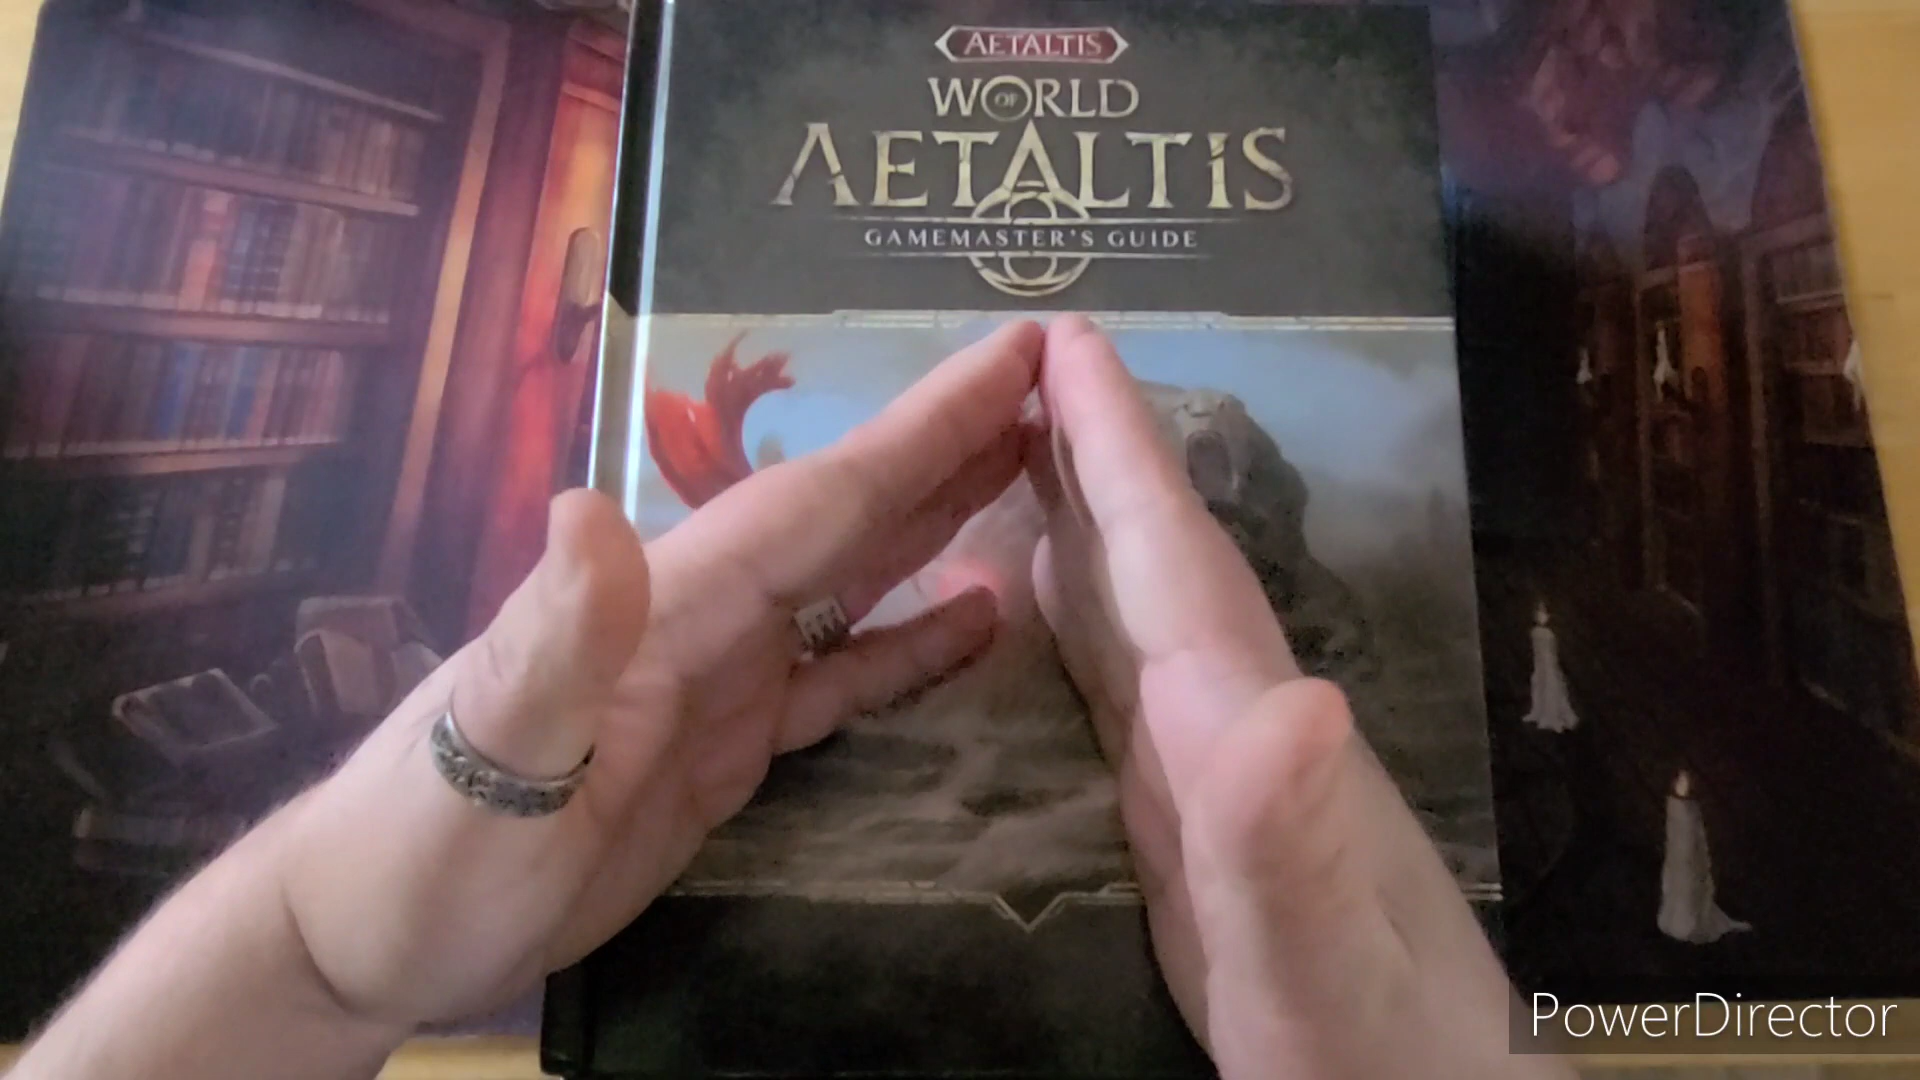 AETALTIS
WORLD OF
AETALTIS
GAMEMASTER'S GUIDE
PowerDirector